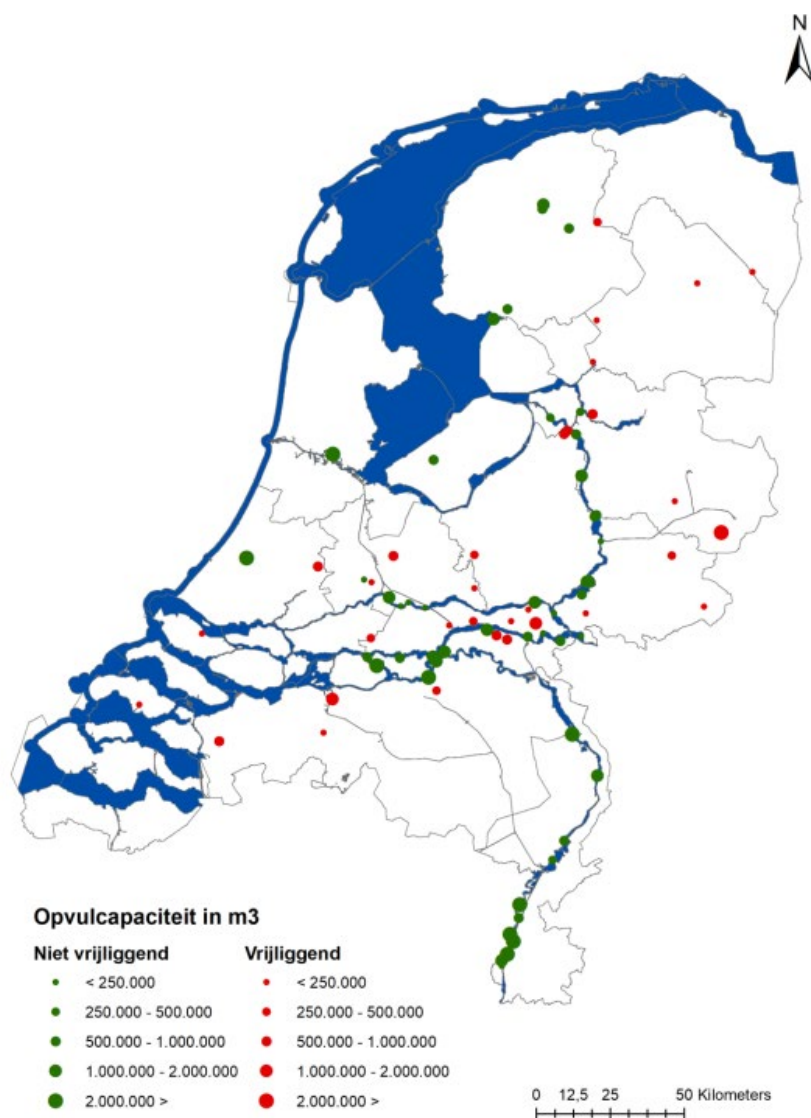 N
Opvulcapaciteit in m3
Niet vrijliggend Vrijliggend
< 250.000 < 250.000
250.000 - 500.000 250.000 - 500.000
500.000 - 1.000.000 500.000 - 1.000.000
1.000.000 - 2.000.000 1.000.000 - 2.000.000
2.000.000 > 2.000.000 >
0 12,5 25 50 Kilometers